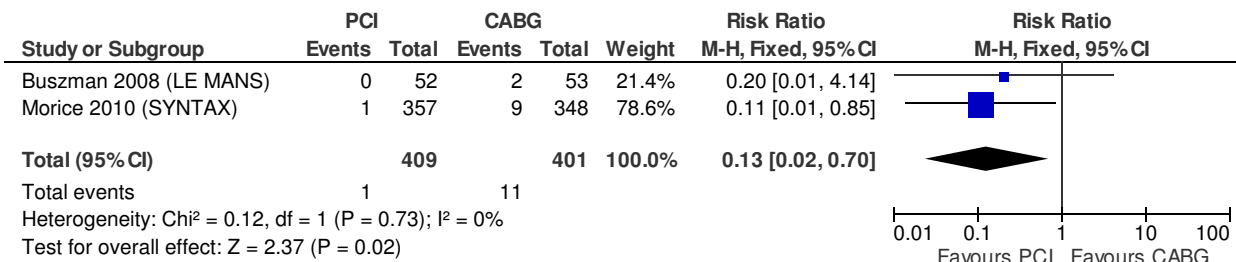 PCI CABG Risk Ratio Risk Ratio
Study or Subgroup Events Total Events Total Weight M-H, Fixed, 95% CI M-H, Fixed, 95% CI
Buszman 2008 (LE MANS) 0 52 2 53 21.4% 0.20 [0.01, 4.14]
Morice 2010 (SYNTAX) 1 357 9 348 78.6% 0.11 [0.01, 0.85]
Total (95% CI) 409 401 100.0% 0.13 [0.02, 0.70]
Total events 1 11
Heterogeneity: Chi² = 0.12, df = 1 (P = 0.73); I² = 0%
Test for overall effect: Z = 2.37 (P = 0.02)
0.01 0.1 1 10 100
Favours PCI Favours CABG